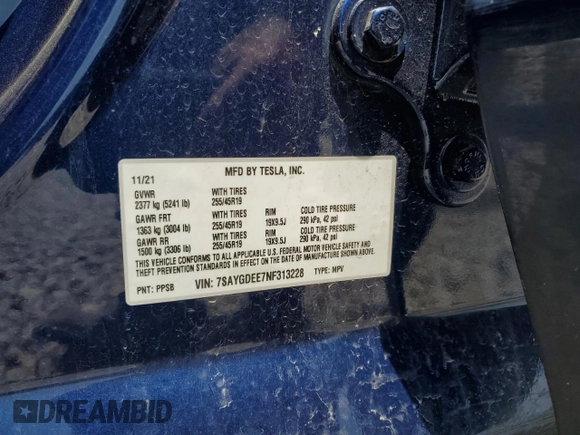 MFD BY TESLA, INC.
11/21
GVWR WITH TIRES
2377 kg (5241 lb) 255/45R19
GAWR FRT WITH TIRES RIM COLD TIRE PRESSURE
1363 kg (3004 lb) 255/45R19 19X9.5J 290 kPa, 42 psi
GAWR RR WITH TIRES RIM COLD TIRE PRESSURE
1500 kg (3306 lb) 255/45R19 19X9.5J 290 kPa, 42 psi
THIS VEHICLE CONFORMS TO ALL APPLICABLE U.S. FEDERAL MOTOR VEHICLE SAFETY AND
THEFT PREVENTION STANDARDS IN EFFECT ON THE DATE OF MANUFACTURE SHOWN ABOVE.
PNT: PPSB VIN: 7SAYGDEE7NF313228 TYPE: MPV
DREAMBID